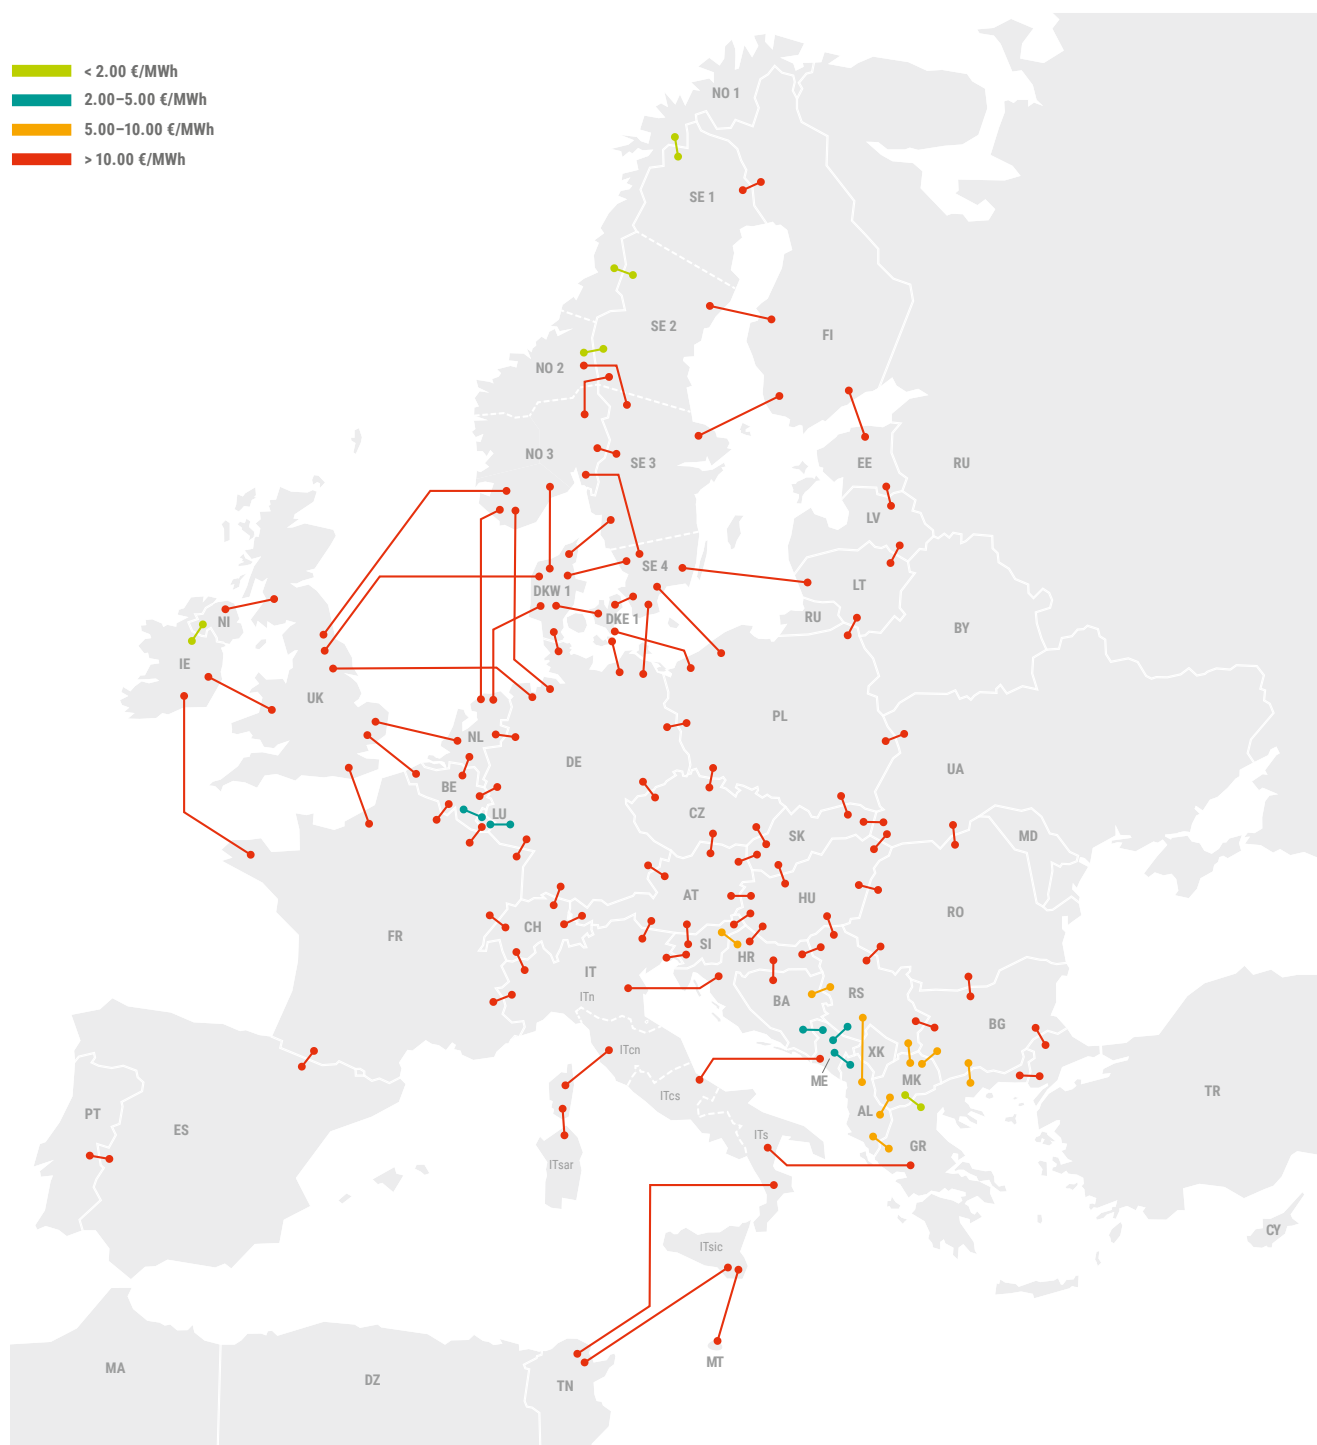 < 2.00 €/MWh
2.00–5.00 €/MWh
5.00–10.00 €/MWh
> 10.00 €/MWh
NO 1
SE 1
SE 2
FI
NO 2
NO 3
SE 3
EE
RU
LV
SE 4
LT
DKW 1
DKE 1
RU
BY
NI
IE
UK
PL
NL
DE
UA
BE
LU
CZ
SK
MD
AT
HU
RO
FR
CH
SI
HR
IT
ITn
BA
RS
BG
ITcn
XK
ME
MK
ITcs
AL
TR
PT
ES
ITs
GR
ITsar
CY
ITsic
MT
MA
DZ
TN